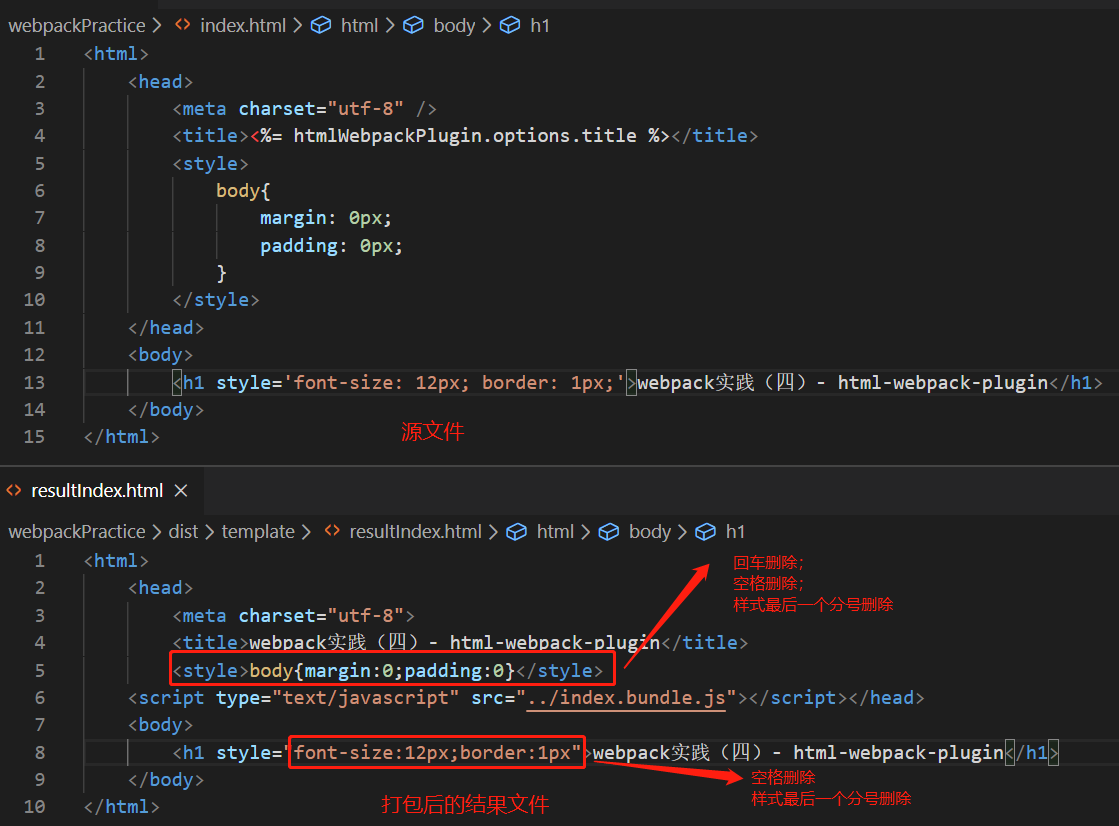 webpackPractice > index.html > html > body > h1
1 <html>
2 <head>
3 <meta charset="utf-8" />
4 <title><%= htmlWebpackPlugin.options.title %></title>
5 <style>
6 body{
7 margin: 0px;
8 padding: 0px;
9 }
10 </style>
11 </head>
12 <body>
13 <h1 style='font-size: 12px; border: 1px;'>webpack实践（四）- html-webpack-plugin</h1>
14 </body>
15 </html>
源文件
resultIndex.html
webpackPractice > dist > template > resultIndex.html > html > body > h1
1 <html>
2 <head>
3 <meta charset="utf-8">
4 <title>webpack实践（四）- html-webpack-plugin</title>
5 <style>body{margin:0;padding:0}</style>
6 <script type="text/javascript" src="../index.bundle.js"></script></head>
7 <body>
8 <h1 style="font-size:12px;border:1px">webpack实践（四）- html-webpack-plugin</h1>
9 </body>
10 </html>
回车删除；
空格删除；
样式最后一个分号删除
空格删除
样式最后一个分号删除
打包后的结果文件